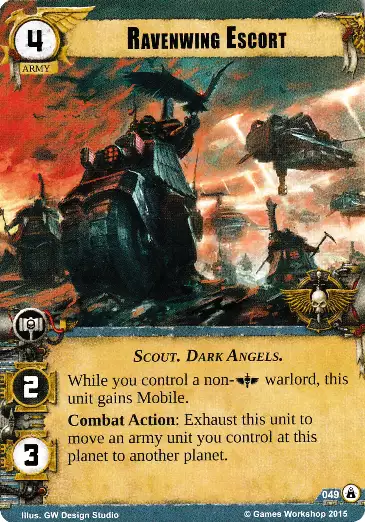 4
RAVENWING ESCORT
ARMY
SCOUT. DARK ANGELS.
2
While you control a non- warlord, this
unit gains Mobile.
Combat Action: Exhaust this unit to
3
move an army unit you control at this
planet to another planet.
049
Illus. GW Design Studio
© Games Workshop 2015